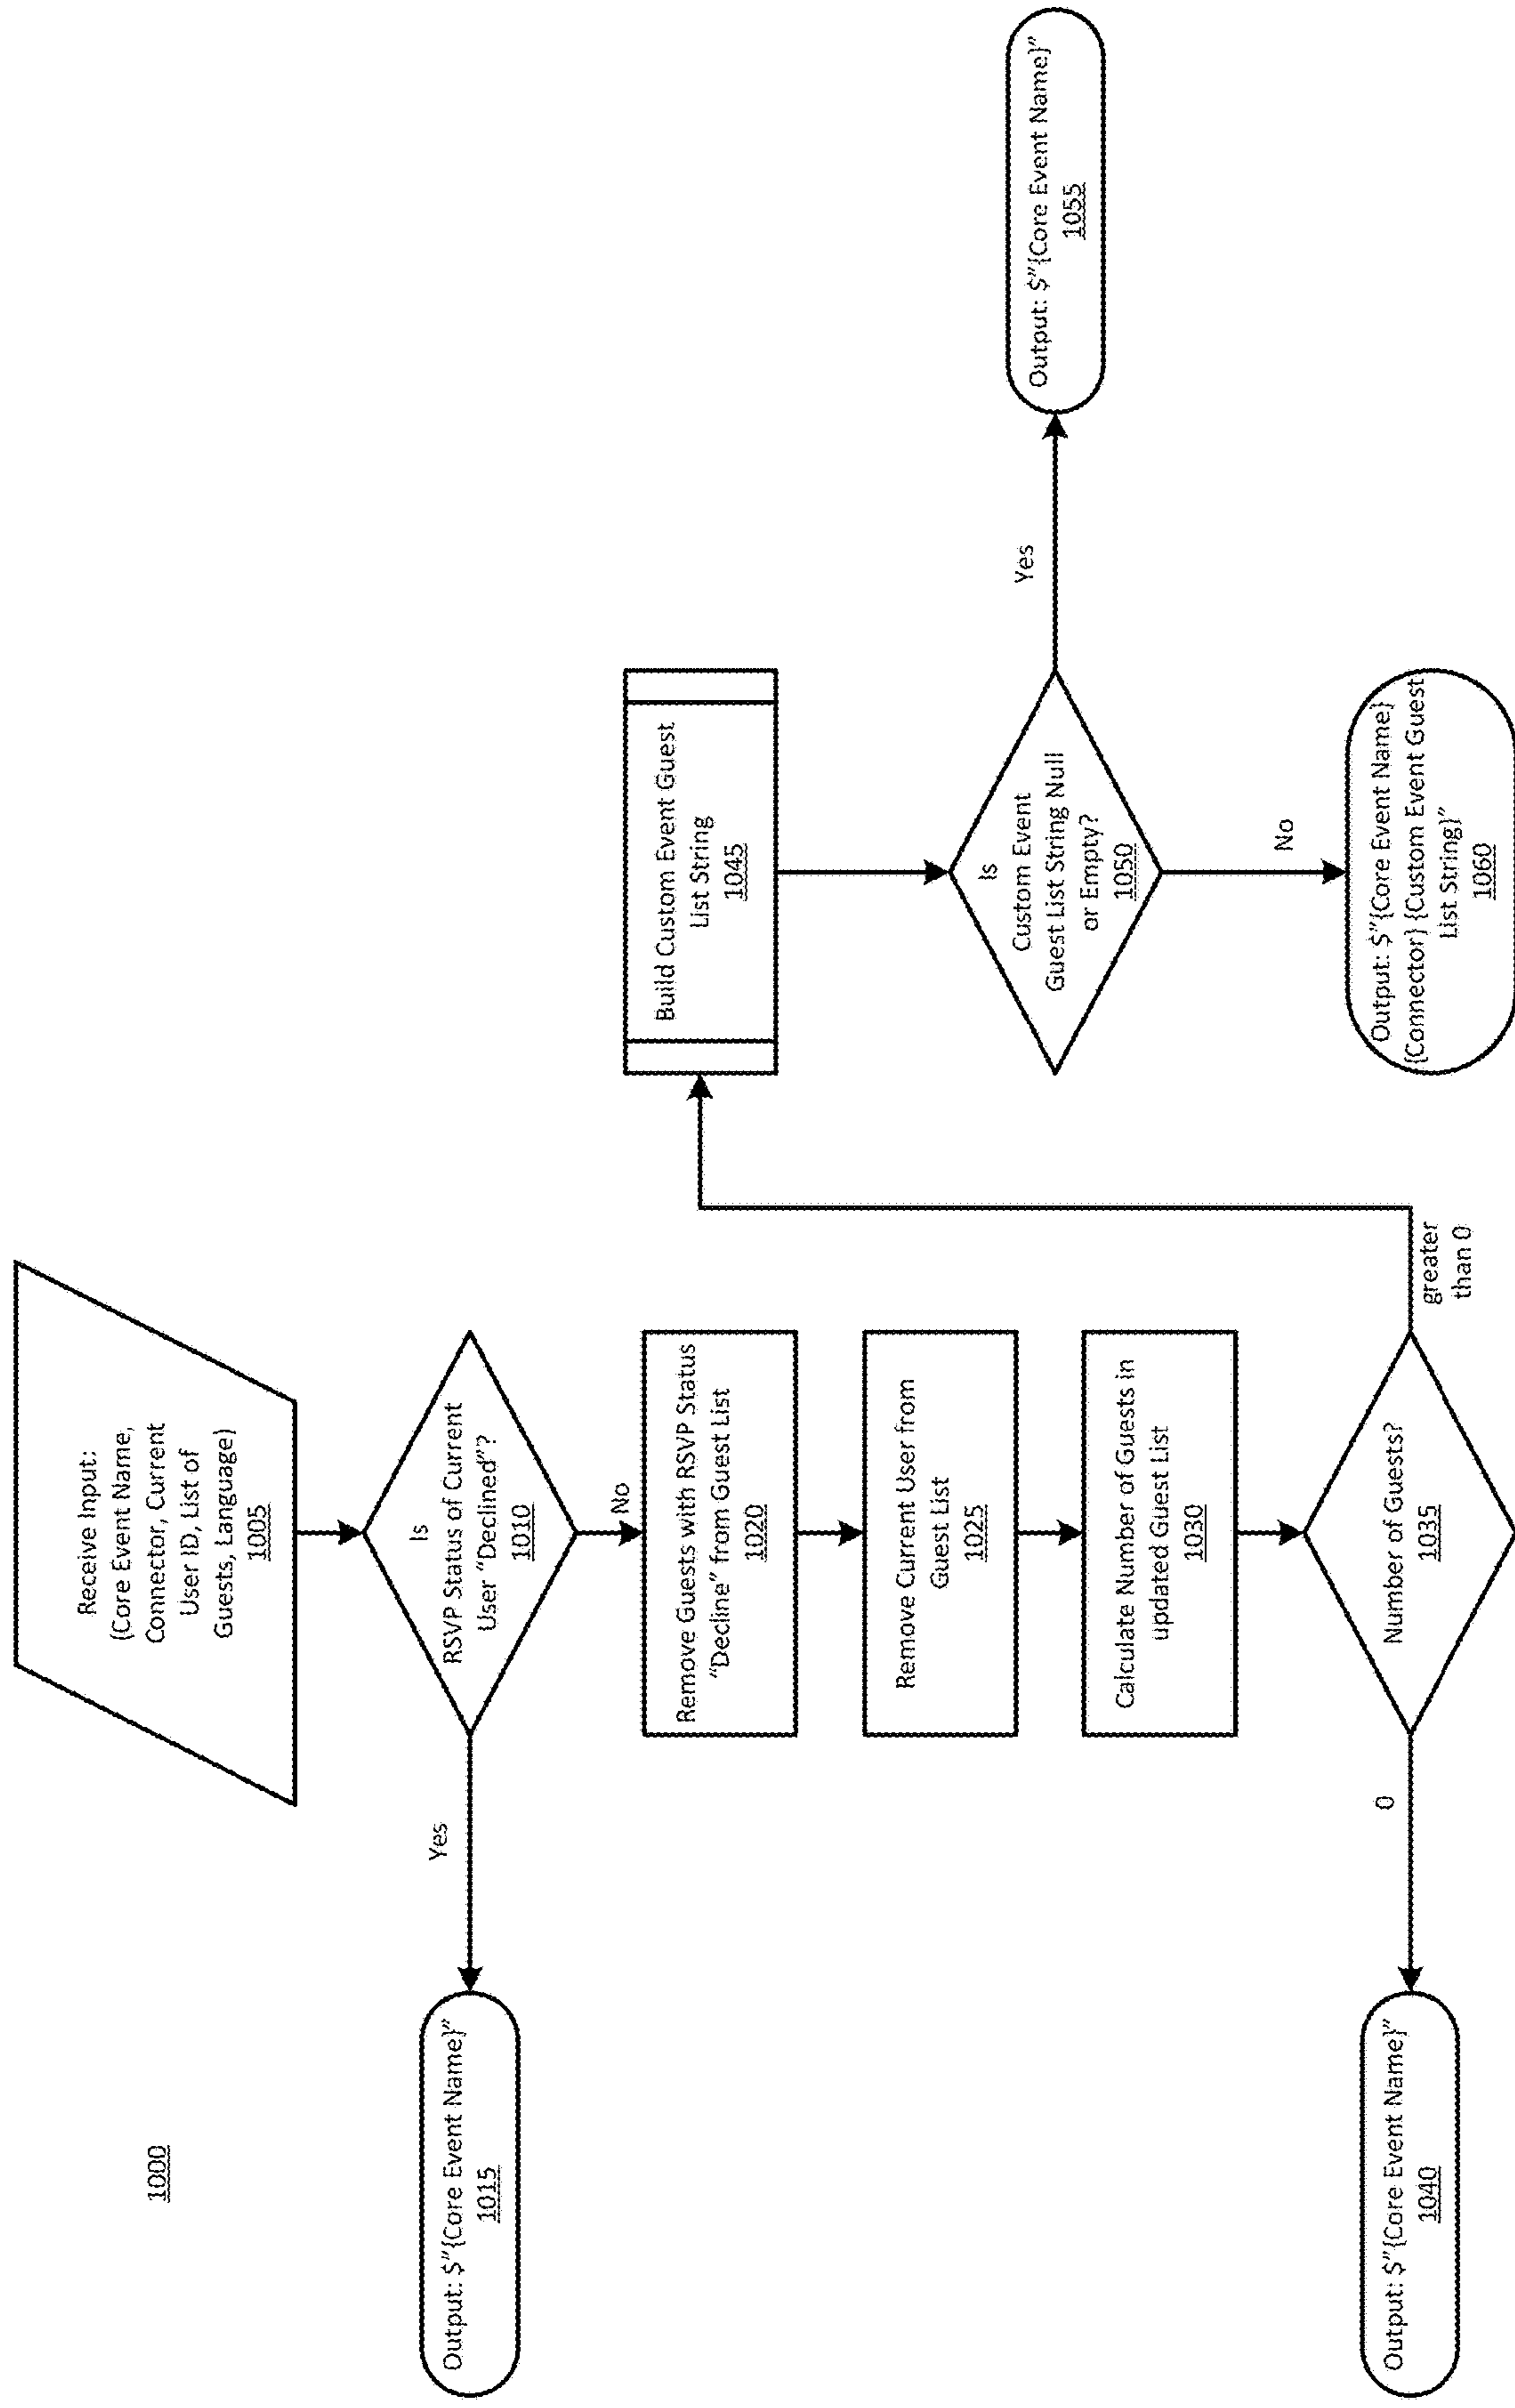 1000
Receive Input:
{Core Event Name,
Connector, Current
User ID, List of
Guests, Language}
1005
Is
RSVP Status of Current
User “Declined”?
1010
Yes
Output: $”{Core Event Name}”
1015
No
Remove Guests with RSVP Status
“Decline” from Guest List
1020
Remove Current User from
Guest List
1025
Calculate Number of Guests in
updated Guest List
1030
Number of Guests?
1035
0
Output: $”{Core Event Name}”
1040
greater
than 0
Build Custom Event Guest
List String
1045
Is
Custom Event
Guest List String Null
or Empty?
1050
Yes
Output: $”{Core Event Name}”
1055
No
Output: $”{Core Event Name}
{Connector} {Custom Event Guest
List String}”
1060